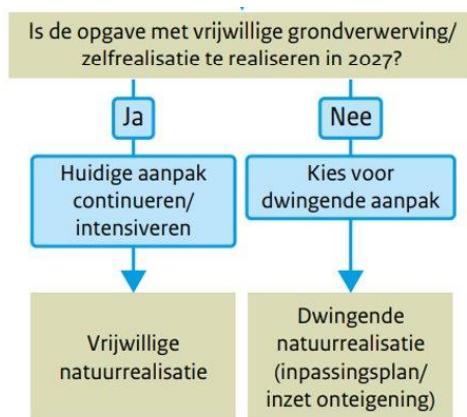 Is de opgave met vrijwillige grondverwerving/
zelfrealisatie te realiseren in 2027?
Ja
Nee
Huidige aanpak
continueren/
intensiveren
Kies voor
dwingende aanpak
Vrijwillige
natuurrealisatie
Dwingende
natuurrealisatie
(inpassingsplan/
inzet onteigening)